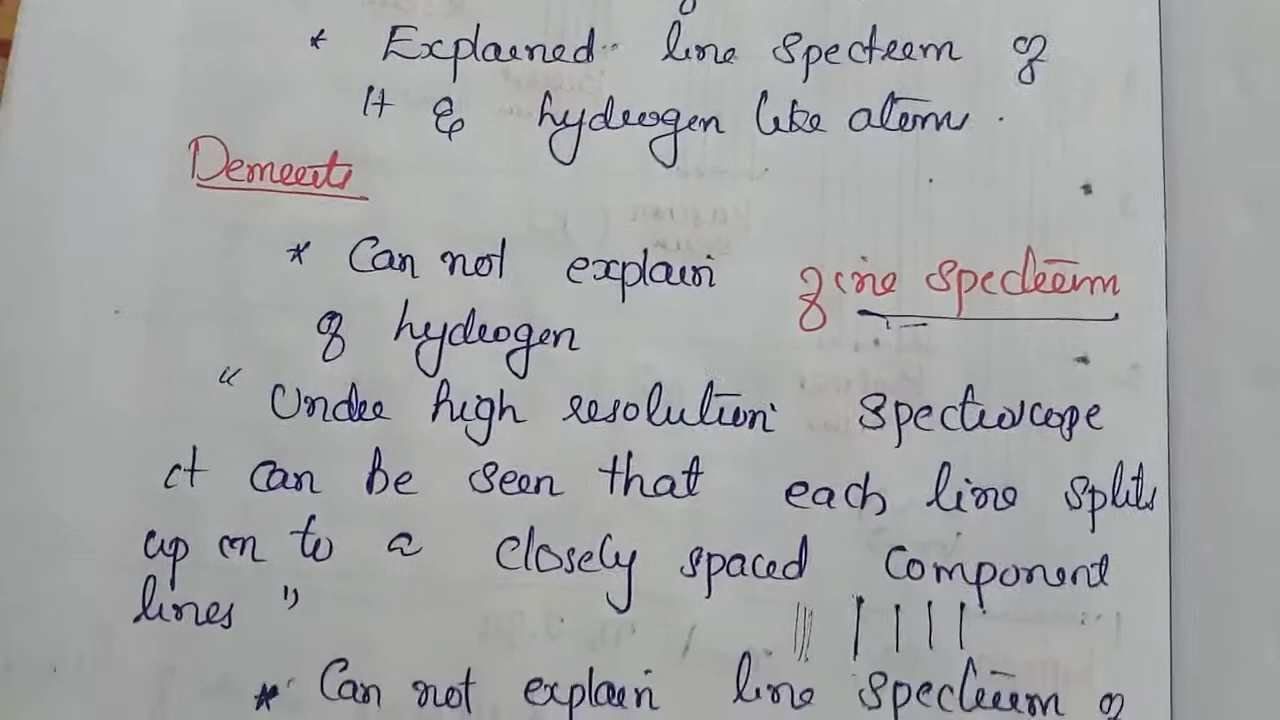 * Explained line spectrum of
H & hydrogen like atom.
Demerits
* Can not explain fine spectrum
of hydrogen
" Under high resolution spectroscope
it can be seen that each line splits
up on to a closely spaced component
lines "
* Can not explain line spectrum of